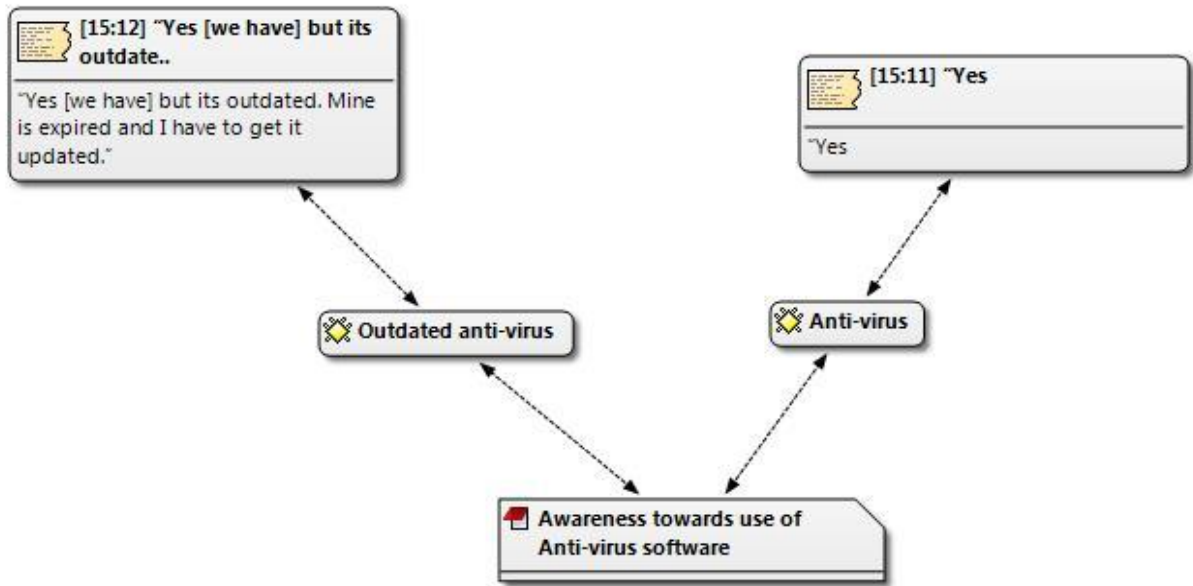 [15:12] ˝Yes [we have] but its
outdate..
˝Yes [we have] but its outdated. Mine
is expired and I have to get it
updated.˝
[15:11] ˝Yes
˝Yes
Outdated anti-virus
Anti-virus
Awareness towards use of
Anti-virus software